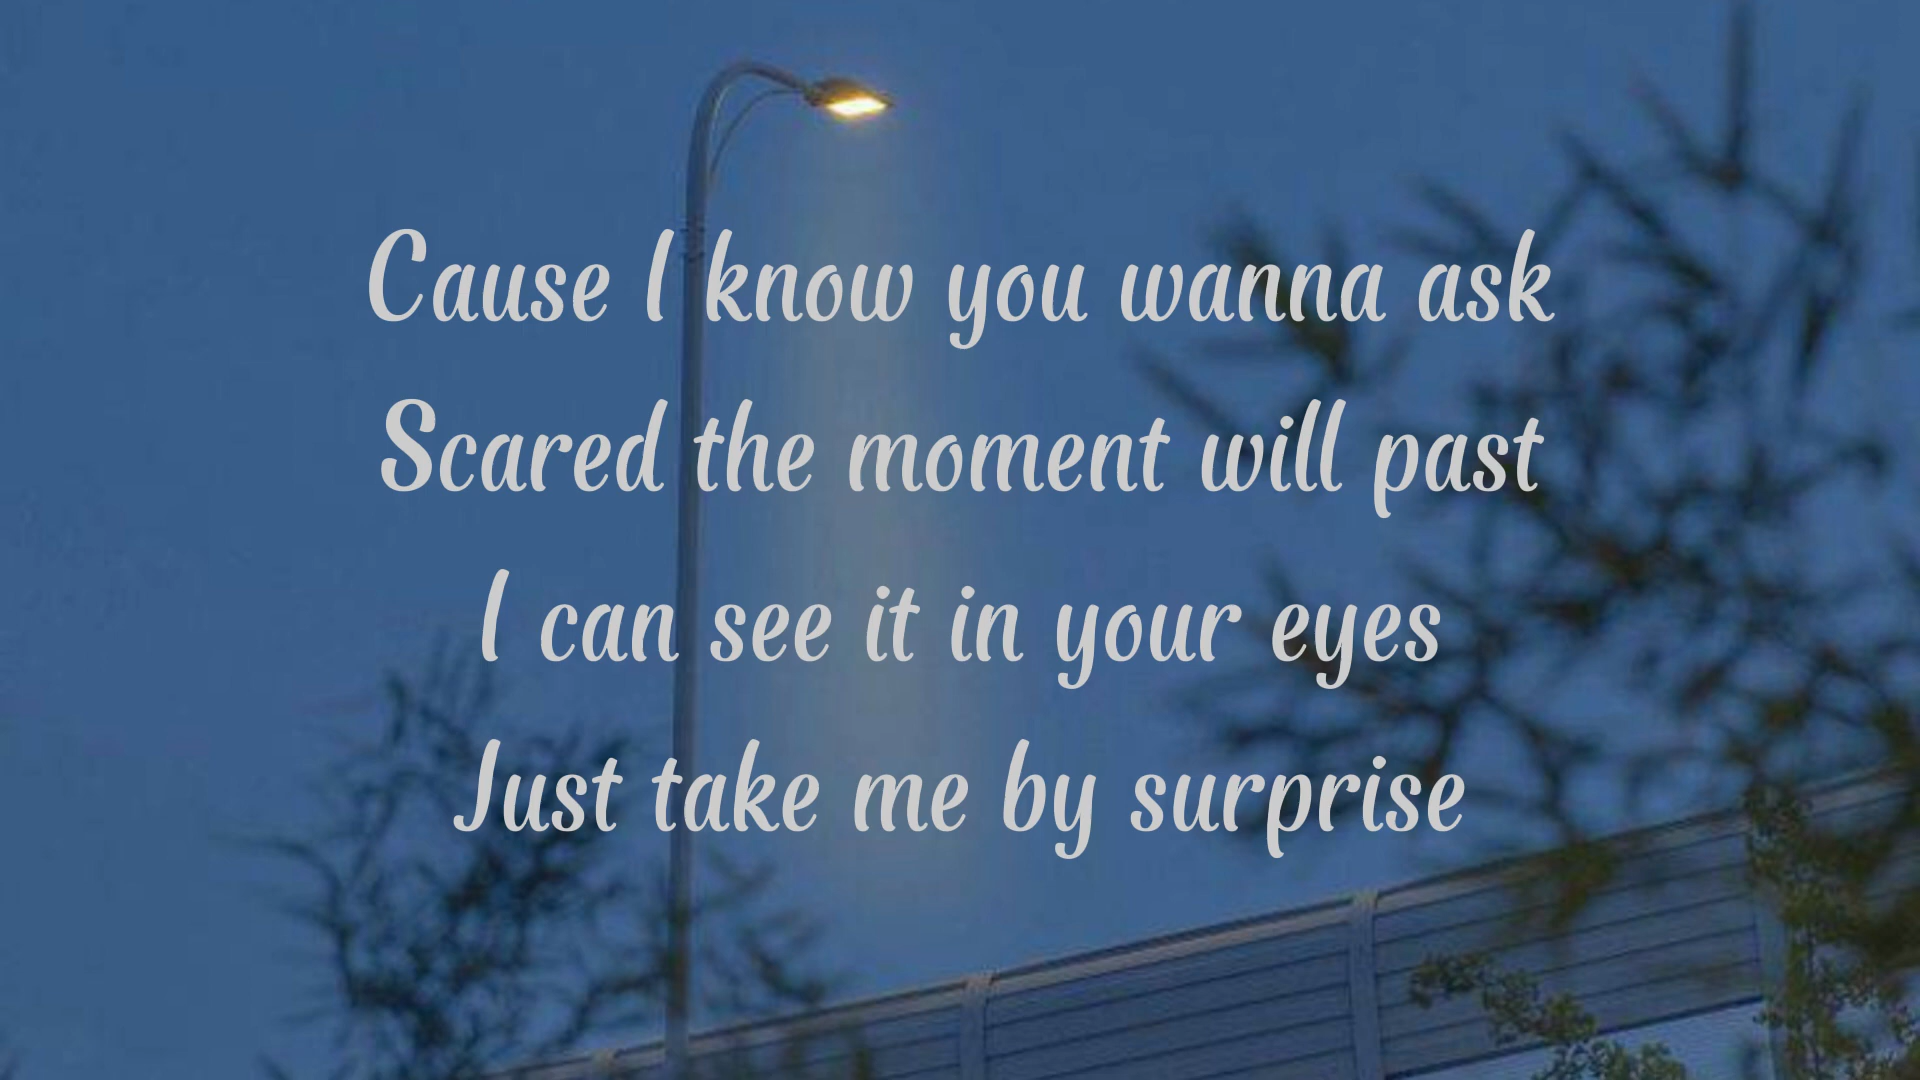 Cause I know you wanna ask
Scared the moment will past
I can see it in your eyes
Just take me by surprise